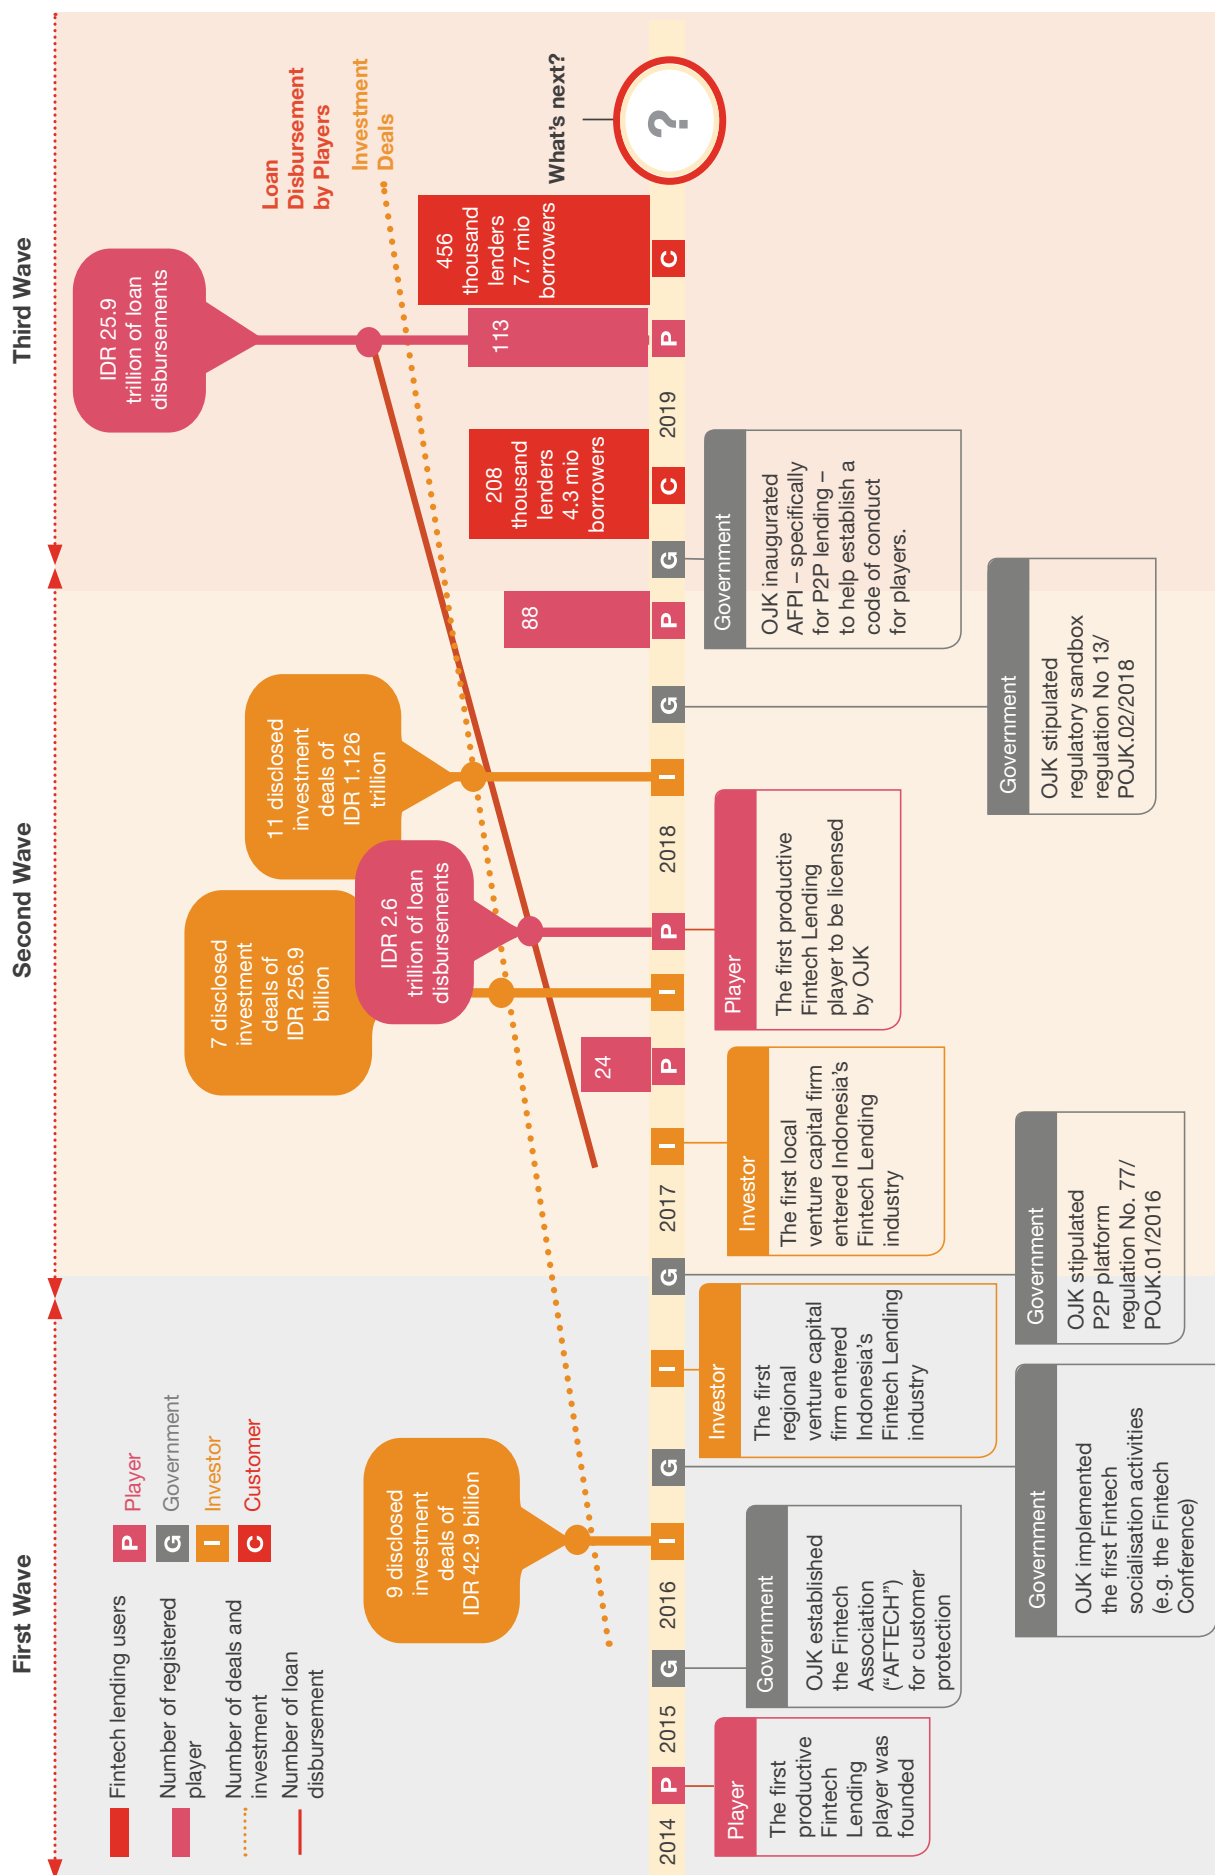 First Wave
Second Wave
Third Wave
Fintech lending users
Number of registered
player
Number of deals and
investment
Number of loan
disbursement
P Player
G Government
I Investor
C Customer
9 disclosed
investment
deals of
IDR 42.9 billion
7 disclosed
investment
deals of
IDR 256.9
billion
IDR 2.6
trillion of loan
disbursements
11 disclosed
investment
deals of
IDR 1.126
trillion
IDR 25.9
trillion of loan
disbursements
Loan
Disbursement
by Players
Investment
Deals
24
88
208
thousand
lenders
4.3 mio
borrowers
113
456
thousand
lenders
7.7 mio
borrowers
What's next?
2014 P 2015 G 2016 I G I G 2017 I P I P 2018 I G P G C 2019 P C ?
Player
The first
productive
Fintech
Lending
player was
founded
Government
OJK established
the Fintech
Association
(“AFTECH”)
for customer
protection
Government
OJK implemented
the first Fintech
socialisation activities
(e.g. the Fintech
Conference)
Investor
The first
regional
venture capital
firm entered
Indonesia's
Fintech Lending
industry
Government
OJK stipulated
P2P platform
regulation No. 77/
POJK.01/2016
Investor
The first local
venture capital firm
entered Indonesia's
Fintech Lending
industry
Player
The first productive
Fintech Lending
player to be licensed
by OJK
Government
OJK stipulated
regulatory sandbox
regulation No 13/
POJK.02/2018
Government
OJK inaugurated
AFPI – specifically
for P2P lending –
to help establish a
code of conduct
for players.